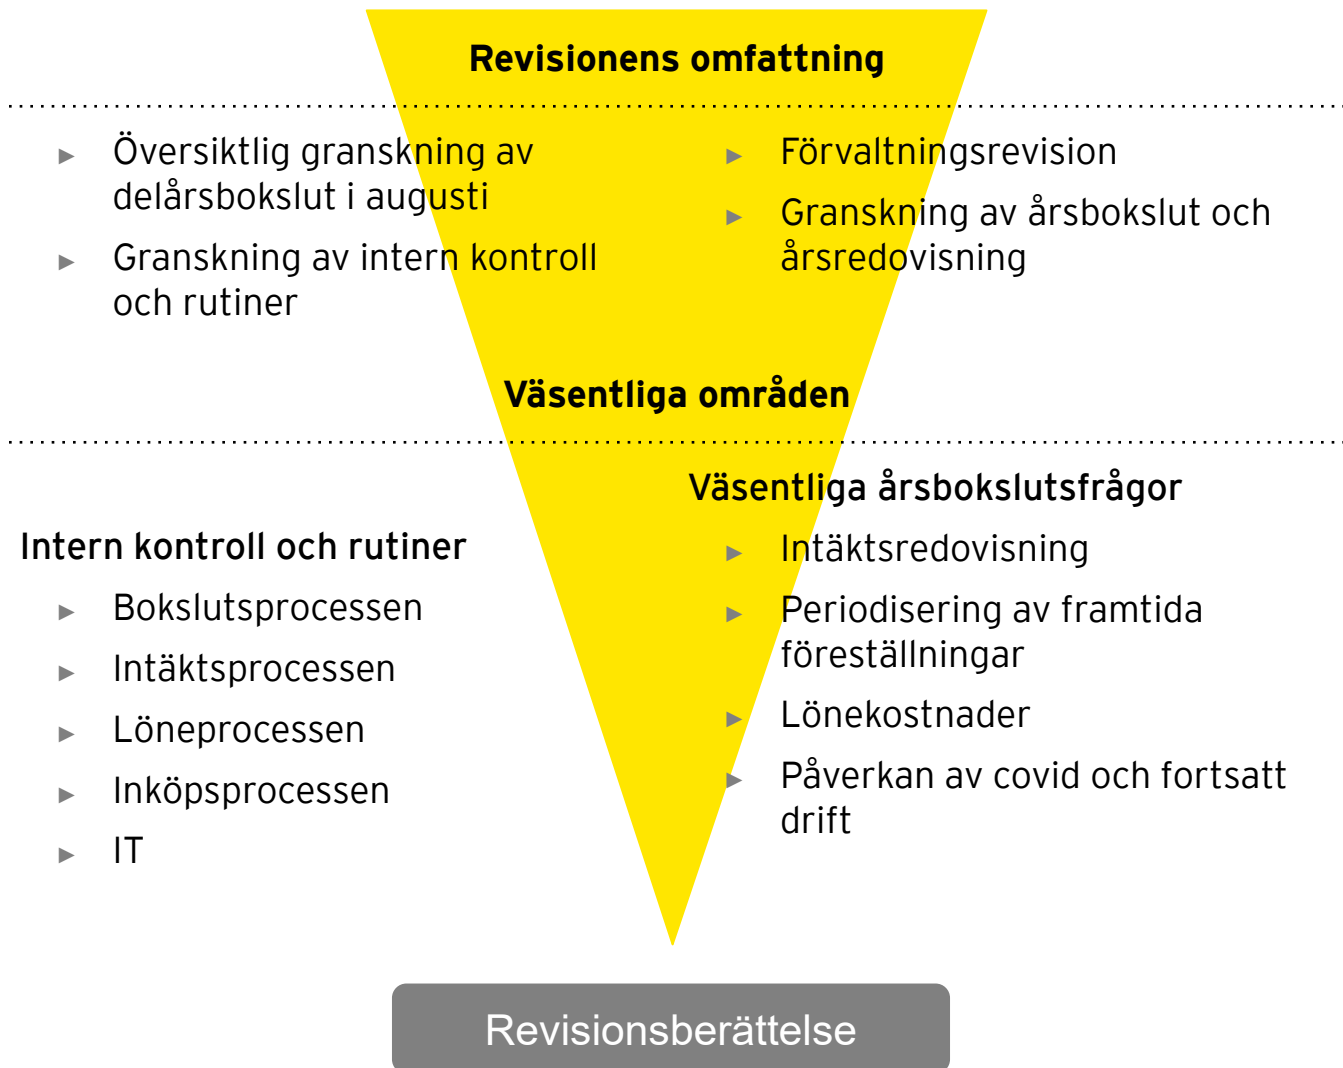 Revisionens omfattning
► Översiktlig granskning av
delårsbokslut i augusti
► Granskning av intern kontroll
och rutiner
► Förvaltningsrevision
► Granskning av årsbokslut och
årsredovisning
Väsentliga områden
Intern kontroll och rutiner
► Bokslutsprocessen
► Intäktsprocessen
► Löneprocessen
► Inköpsprocessen
► IT
Väsentliga årsbokslutsfrågor
► Intäktsredovisning
► Periodisering av framtida
föreställningar
► Lönekostnader
► Påverkan av covid och fortsatt
drift
Revisionsberättelse